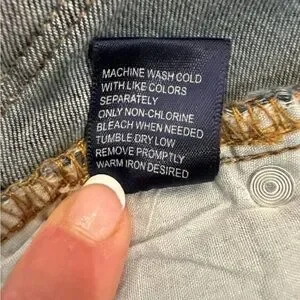 MACHINE WASH COLD
WITH LIKE COLORS
SEPARATELY
ONLY NON-CHLORINE
BLEACH WHEN NEEDED
TUMBLE DRY LOW
REMOVE PROMPTLY
WARM IRON DESIRED